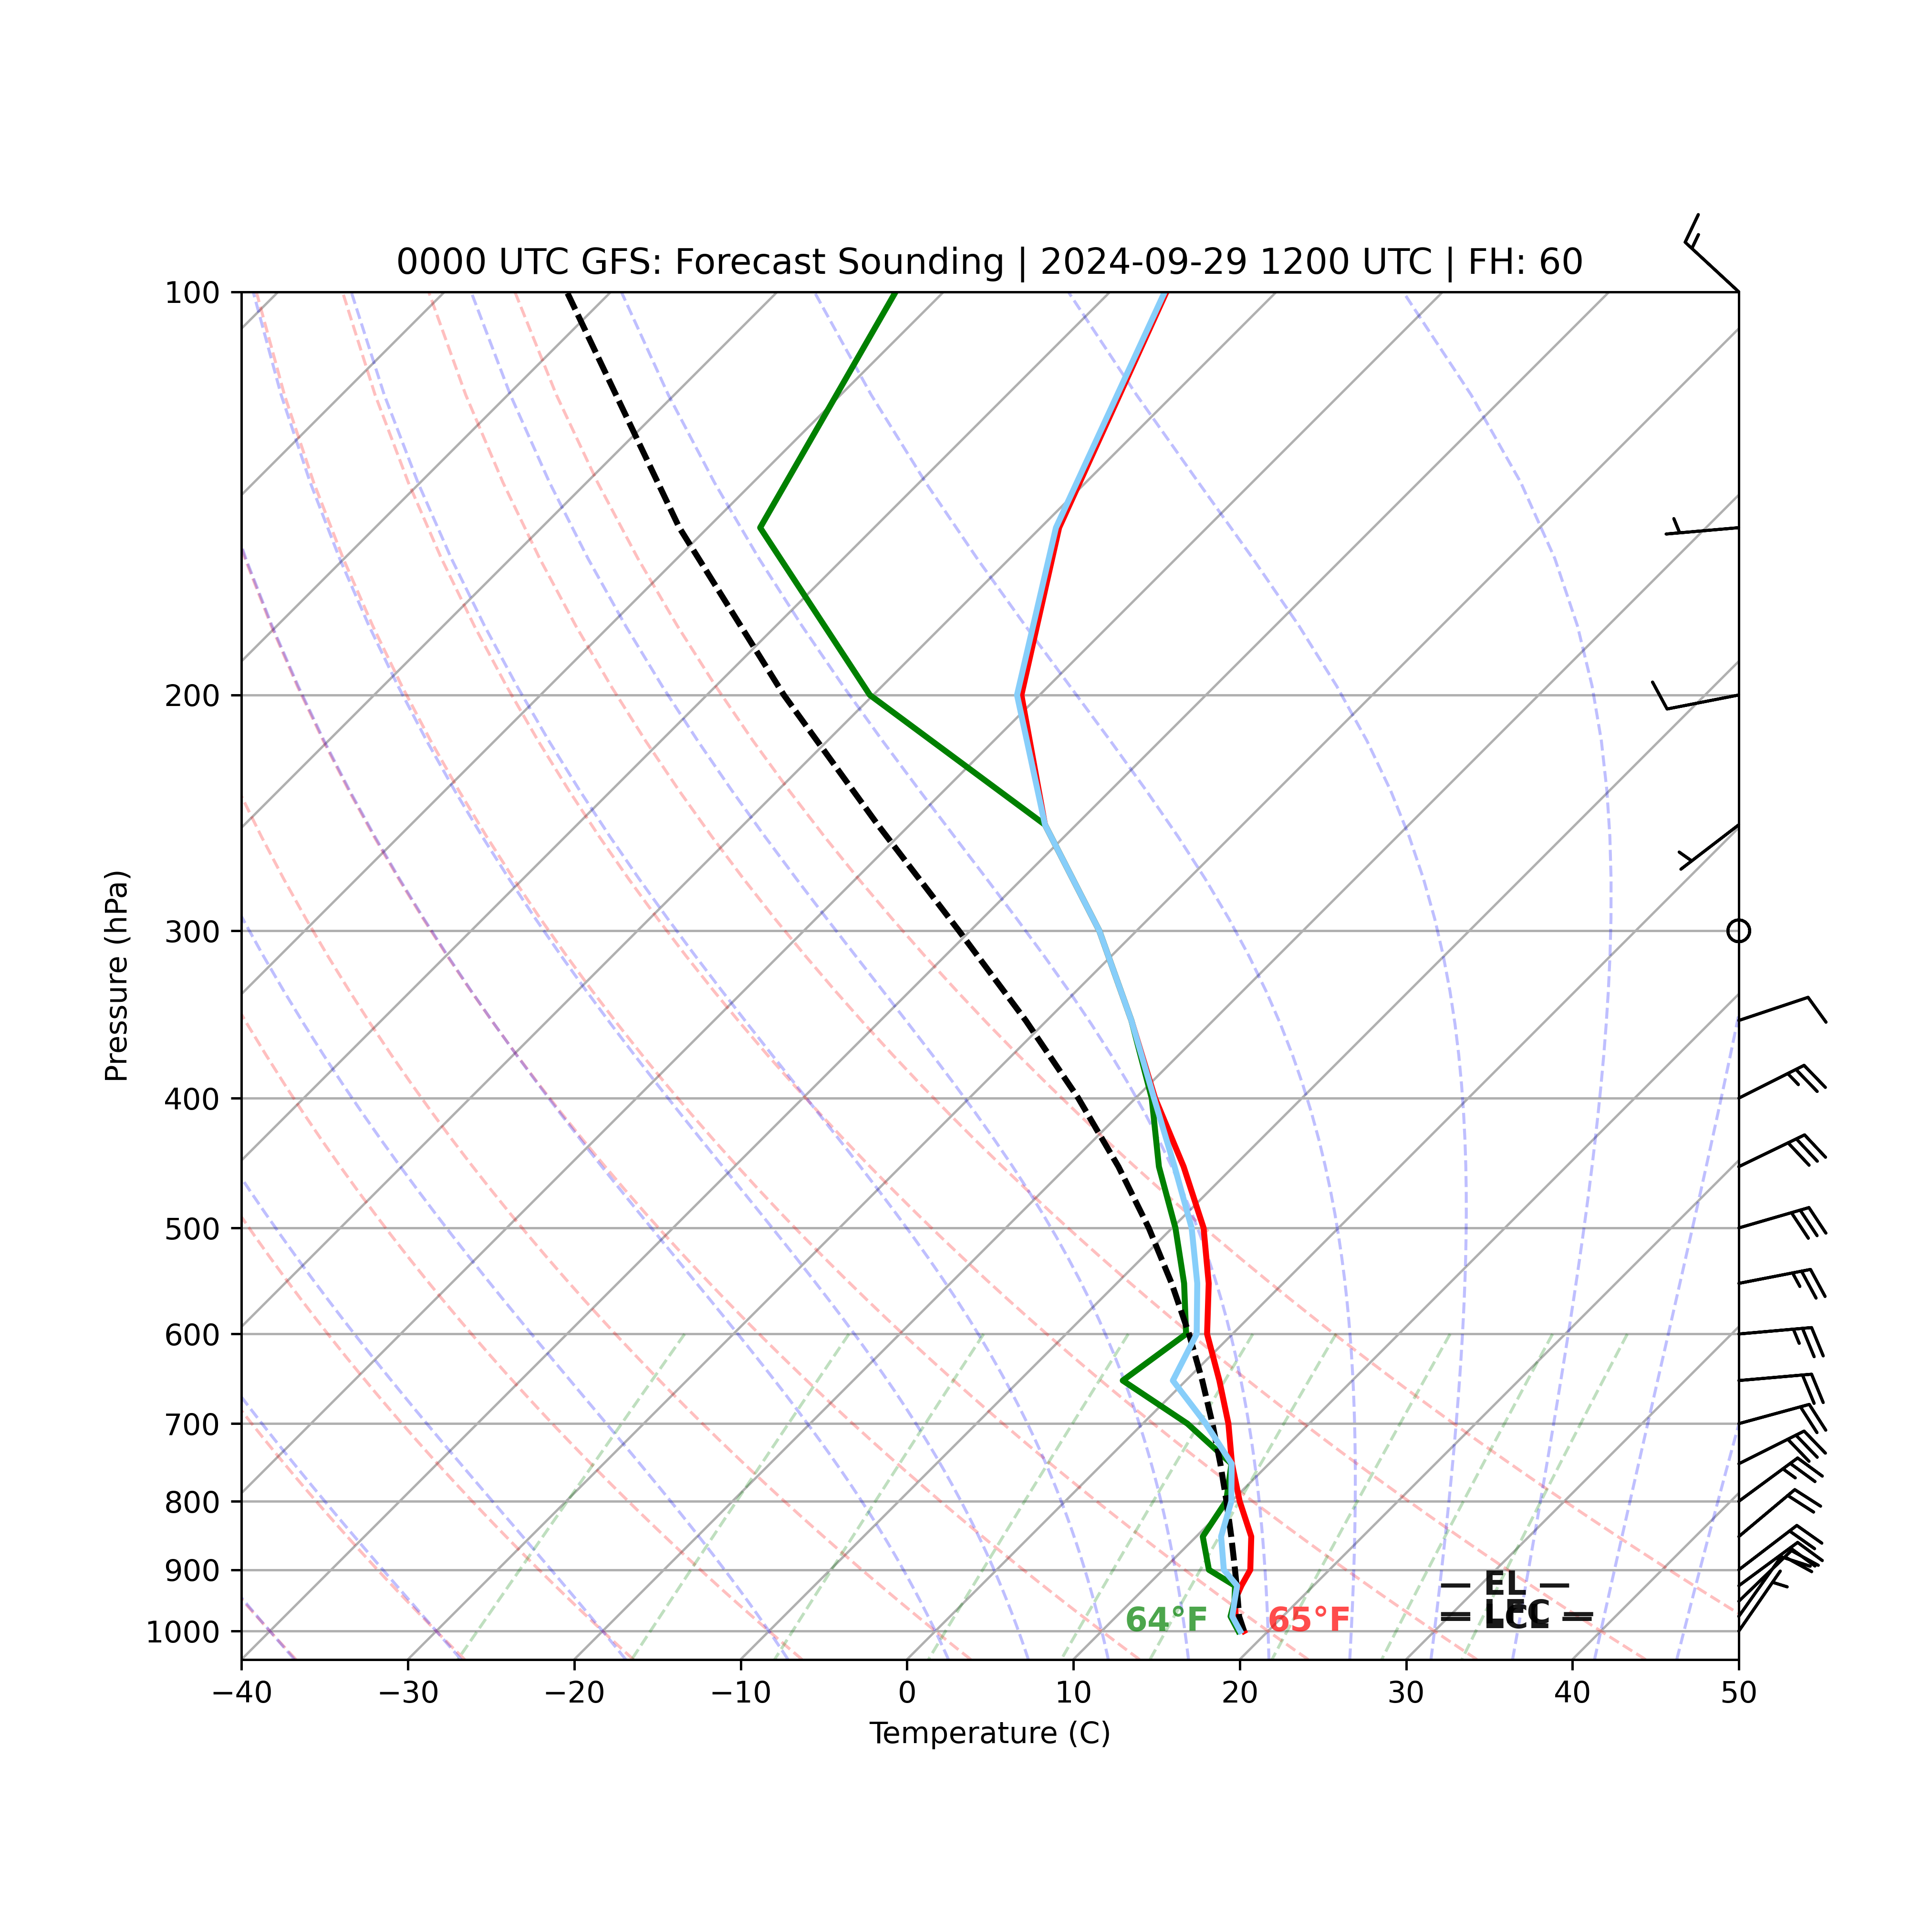 0000 UTC GFS: Forecast Sounding | 2024-09-29 1200 UTC | FH: 60
100
200
300
400
500
600
700
800
900
1000
Pressure (hPa)
— EL —
64°F 65°F
−40 −30 −20 −10 0 10 20 30 40 50
Temperature (C)